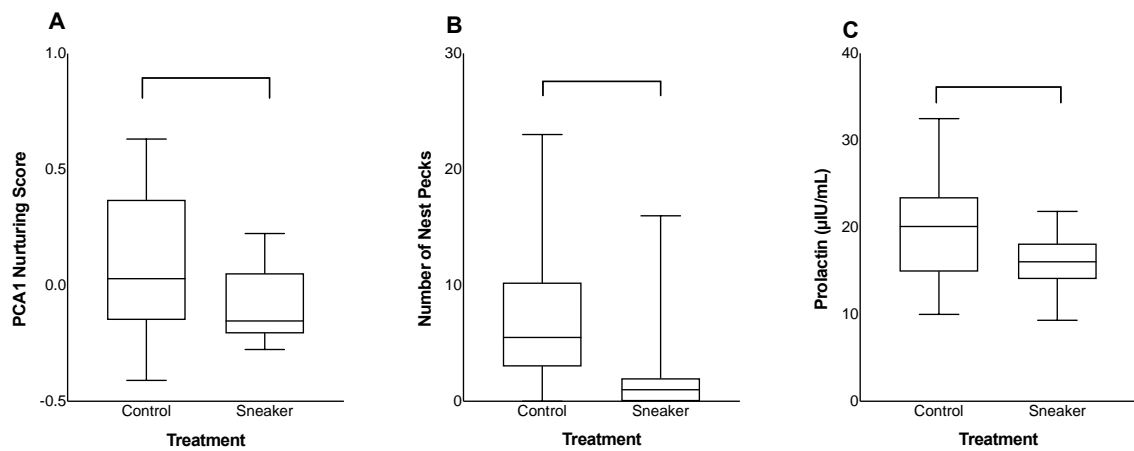 A
PCA1 Nurturing Score
1.0
0.5
0.0
-0.5
Control Sneaker
Treatment
B
Number of Nest Pecks
30
20
10
0
Control Sneaker
Treatment
C
Prolactin (µIU/mL)
40
30
20
10
0
Control Sneaker
Treatment